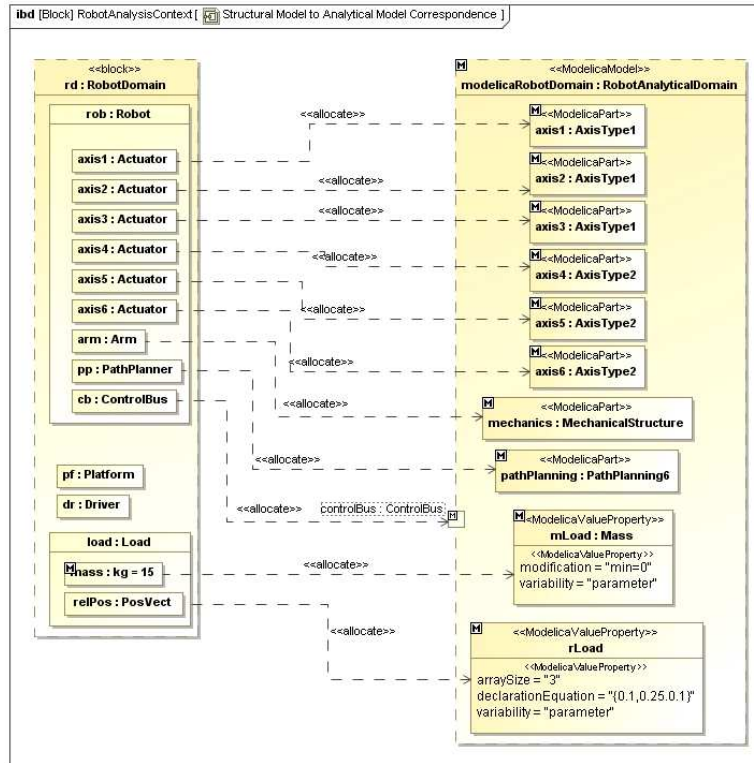 ibd [Block] RobotAnalysisContext [ Structural Model to Analytical Model Correspondence ]
<<block>>
rd : RobotDomain
rob : Robot
axis1 : Actuator
axis2 : Actuator
axis3 : Actuator
axis4 : Actuator
axis5 : Actuator
axis6 : Actuator
arm : Arm
pp : PathPlanner
cb : ControlBus
pf : Platform
dr : Driver
load : Load
M
mass : kg = 15
relPos : PosVect
<<allocate>>
<<allocate>>
<<allocate>>
<<allocate>>
<<allocate>>
<<allocate>>
<<allocate>>
<<allocate>>
<<allocate>>
<<allocate>>
<<allocate>>
controlBus : ControlBus
M
M
<<ModelicaModel>>
modelicaRobotDomain : RobotAnalyticalDomain
M
<<ModelicaPart>>
axis1 : AxisType1
M
<<ModelicaPart>>
axis2 : AxisType1
M
<<ModelicaPart>>
axis3 : AxisType1
M
<<ModelicaPart>>
axis4 : AxisType2
M
<<ModelicaPart>>
axis5 : AxisType2
M
<<ModelicaPart>>
axis6 : AxisType2
M
<<ModelicaPart>>
mechanics : MechanicalStructure
M
<<ModelicaPart>>
pathPlanning : PathPlanning6
M
<<ModelicaValueProperty>>
mLoad : Mass
<<ModelicaValueProperty>>
modification = "min=0"
variability = "parameter"
M
<<ModelicaValueProperty>>
rLoad
<<ModelicaValueProperty>>
arraySize = "3"
declarationEquation = "{0.1,0.25.0.1}"
variability = "parameter"